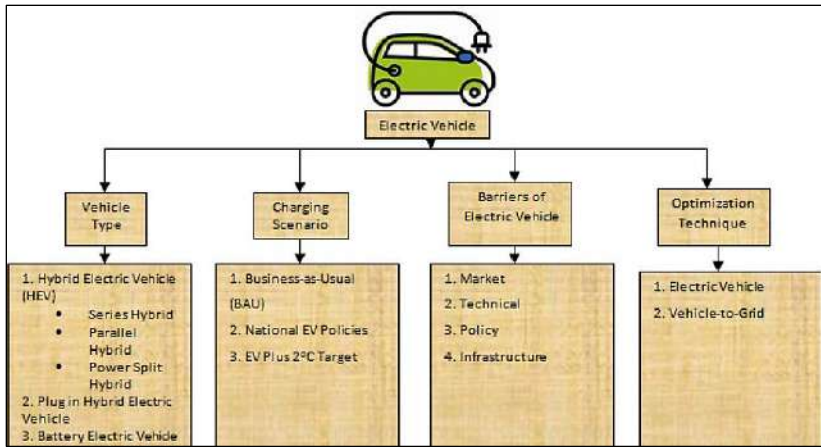 Electric Vehicle
Vehicle
Type
Charging
Scenario
Barriers of
Electric Vehicle
Optimization
Technique
1. Hybrid Electric Vehicle
(HEV)
• Series Hybrid
• Parallel
Hybrid
• Power Split
Hybrid
2. Plug in Hybrid Electric
Vehicle
3. Battery Electric Vehicle
1. Business-as-Usual
(BAU)
2. National EV Policies
3. EV Plus 2°C Target
1. Market
2. Technical
3. Policy
4. Infrastructure
1. Electric Vehicle
2. Vehicle-to-Grid